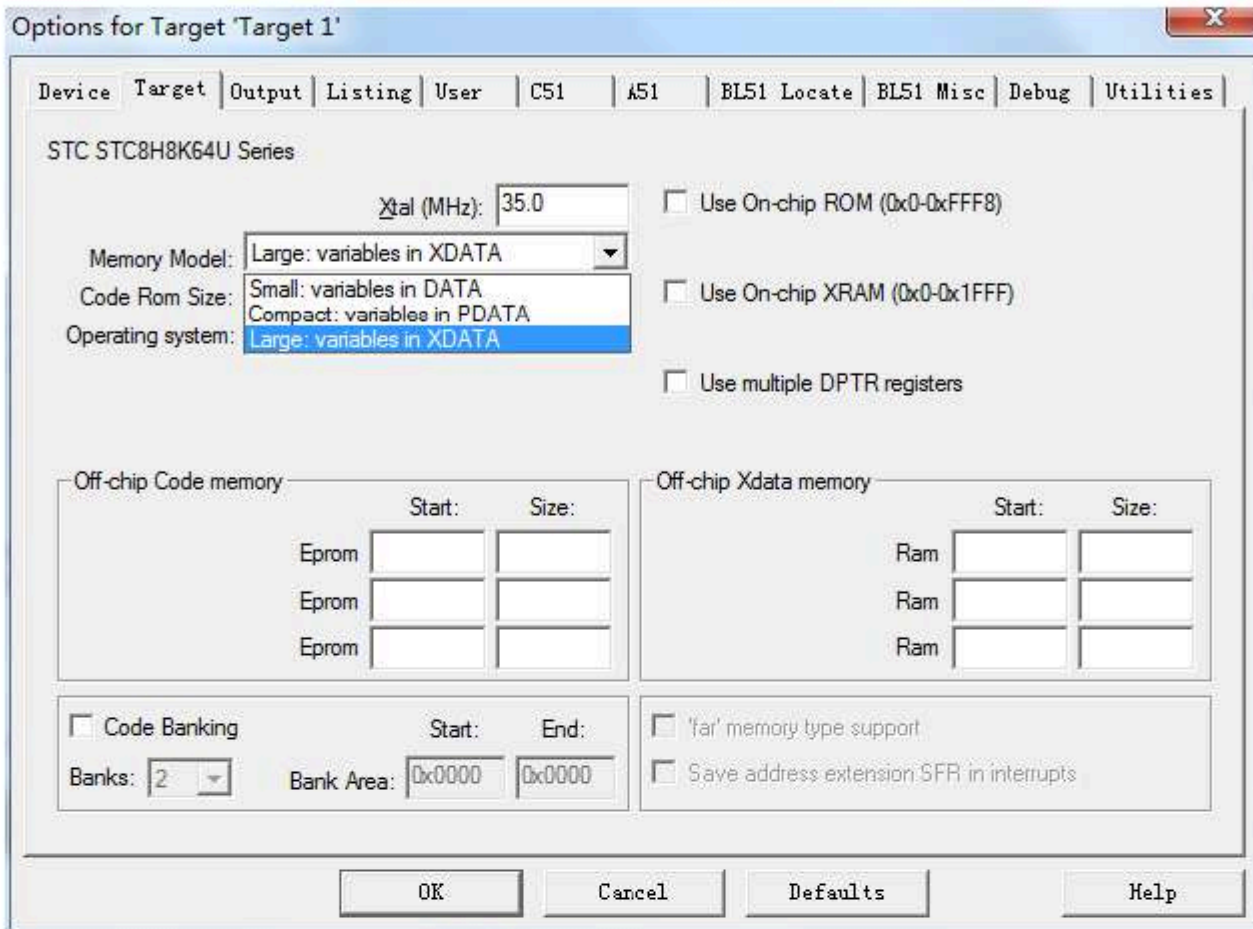 Options for Target 'Target 1'
Device Target Output Listing User C51 A51 BL51 Locate BL51 Misc Debug Utilities
STC STC8H8K64U Series
Xtal (MHz): 35.0
Use On-chip ROM (0x0-0xFFF8)
Memory Model: Large: variables in XDATA
Small: variables in DATA
Code Rom Size:
Use On-chip XRAM (0x0-0x1FFF)
Compact: variables in PDATA
Operating system: Large: variables in XDATA
Use multiple DPTR registers
Off-chip Code memory
Start: Size:
Eprom
Eprom
Eprom
Off-chip Xdata memory
Start: Size:
Ram
Ram
Ram
Code Banking Start: End:
Banks: 2 Bank Area: 0x0000 0x0000
'far' memory type support
Save address extension SFR in interrupts
OK Cancel Defaults Help